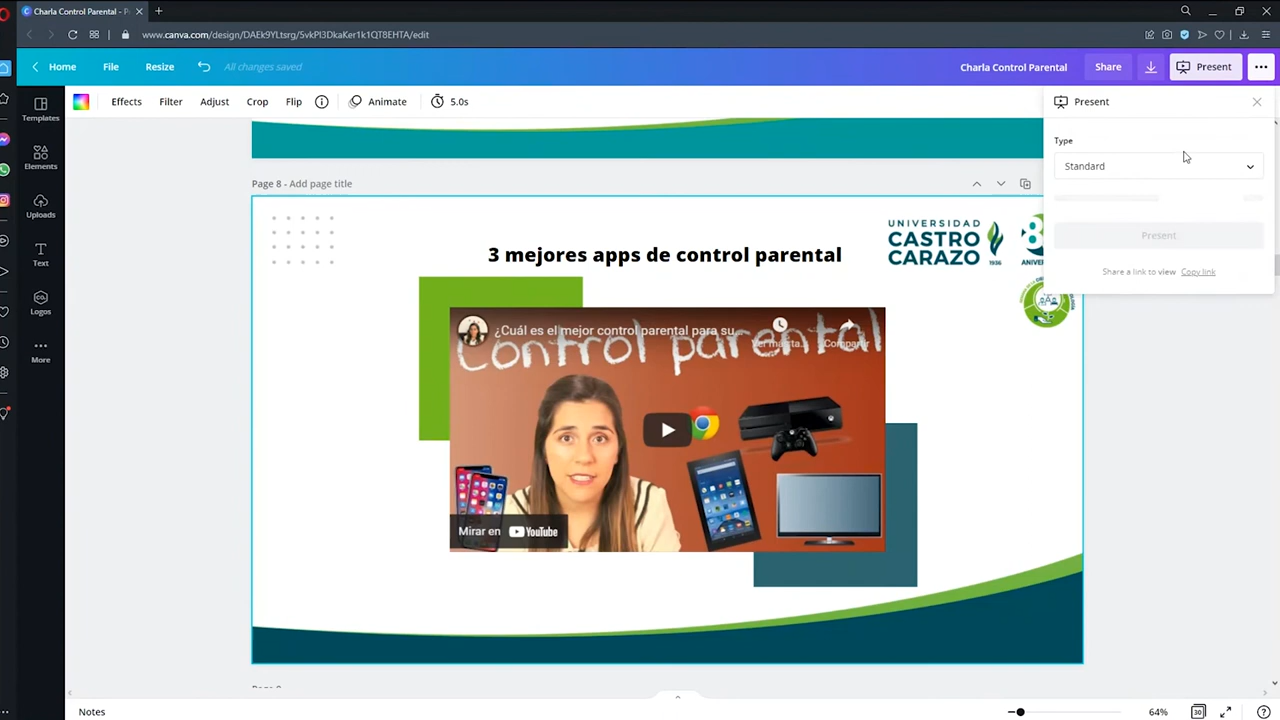 Charla Control Parental - P
www.canva.com/design/DAEk9YLtsrg/SvkPl3DkaKer1k1QT8EHTA/edit
Home
File
Resize
All changes saved
Charla Control Parental
Share
Present
Effects
Filter
Adjust
Crop
Flip
Animate
5.0s
Present
Type
Standard
Present
Share a link to view Copy link
Templates
Elements
Uploads
Text
Logos
More
Page 8 - Add page title
UNIVERSIDAD
CASTRO
CARAZO
1936
3 mejores apps de control parental
¿Cuál es el mejor control parental para su...
Control parental
Ver más ta...
Compartir
Mirar en YouTube
Notes
64%
30